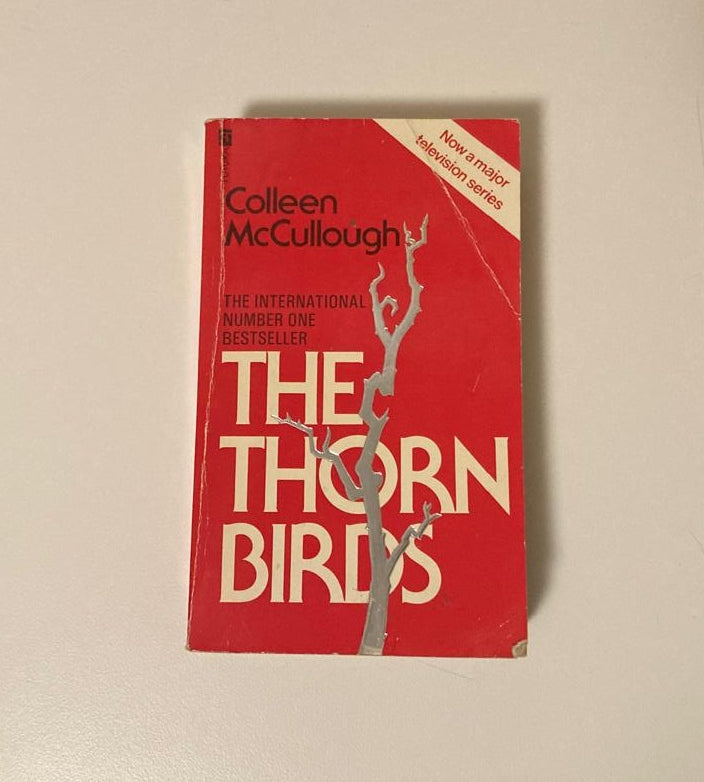 Now a major
television series
Colleen
McCullough
THE INTERNATIONAL
NUMBER ONE
BESTSELLER
THE
THORN
BIRDS